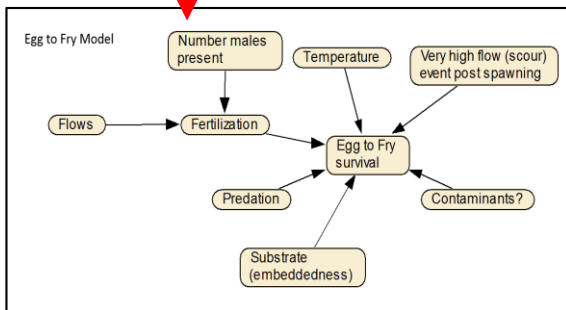 Egg to Fry Model
Number males
present
Temperature
Very high flow (scour)
event post spawning
Flows
Fertilization
Egg to Fry
survival
Predation
Contaminants?
Substrate
(embeddedness)